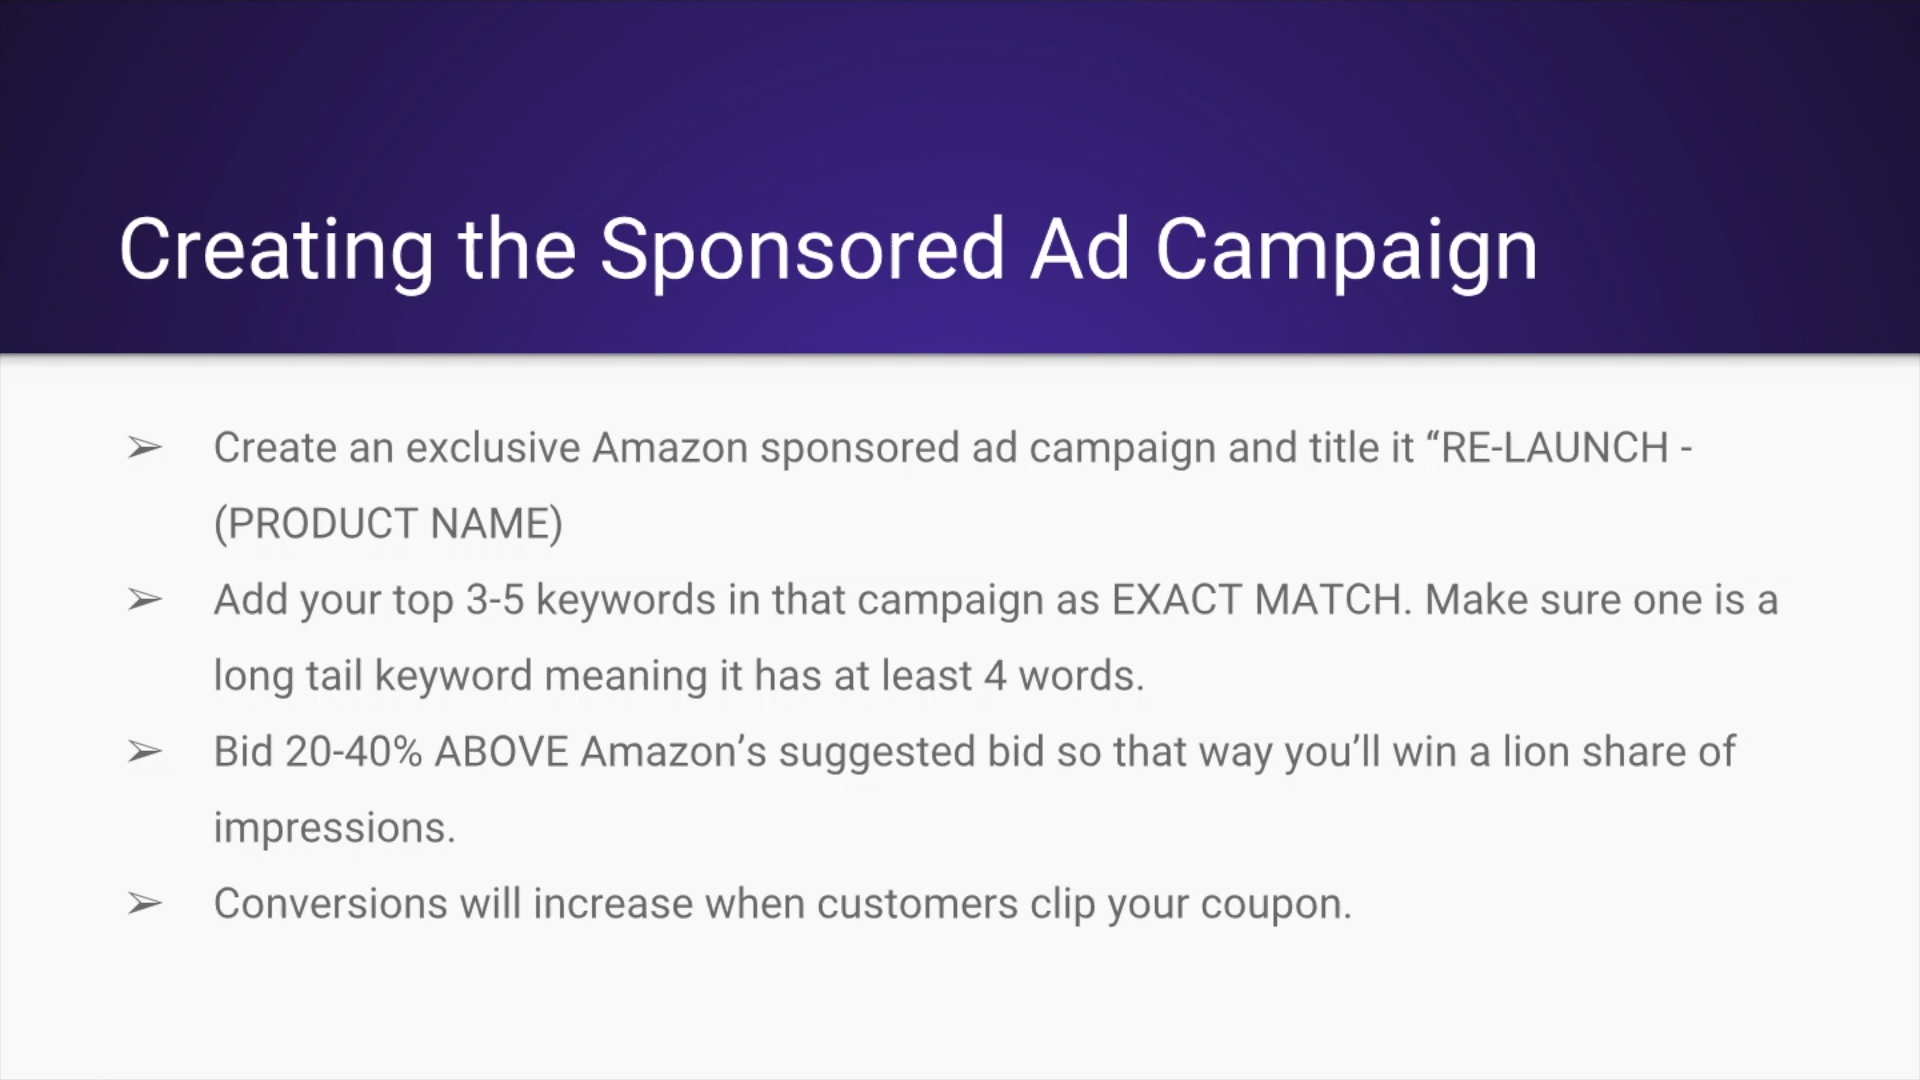 Creating the Sponsored Ad Campaign
➢ Create an exclusive Amazon sponsored ad campaign and title it “RE-LAUNCH -
(PRODUCT NAME)
➢ Add your top 3-5 keywords in that campaign as EXACT MATCH. Make sure one is a
long tail keyword meaning it has at least 4 words.
➢ Bid 20-40% ABOVE Amazon’s suggested bid so that way you’ll win a lion share of
impressions.
➢ Conversions will increase when customers clip your coupon.